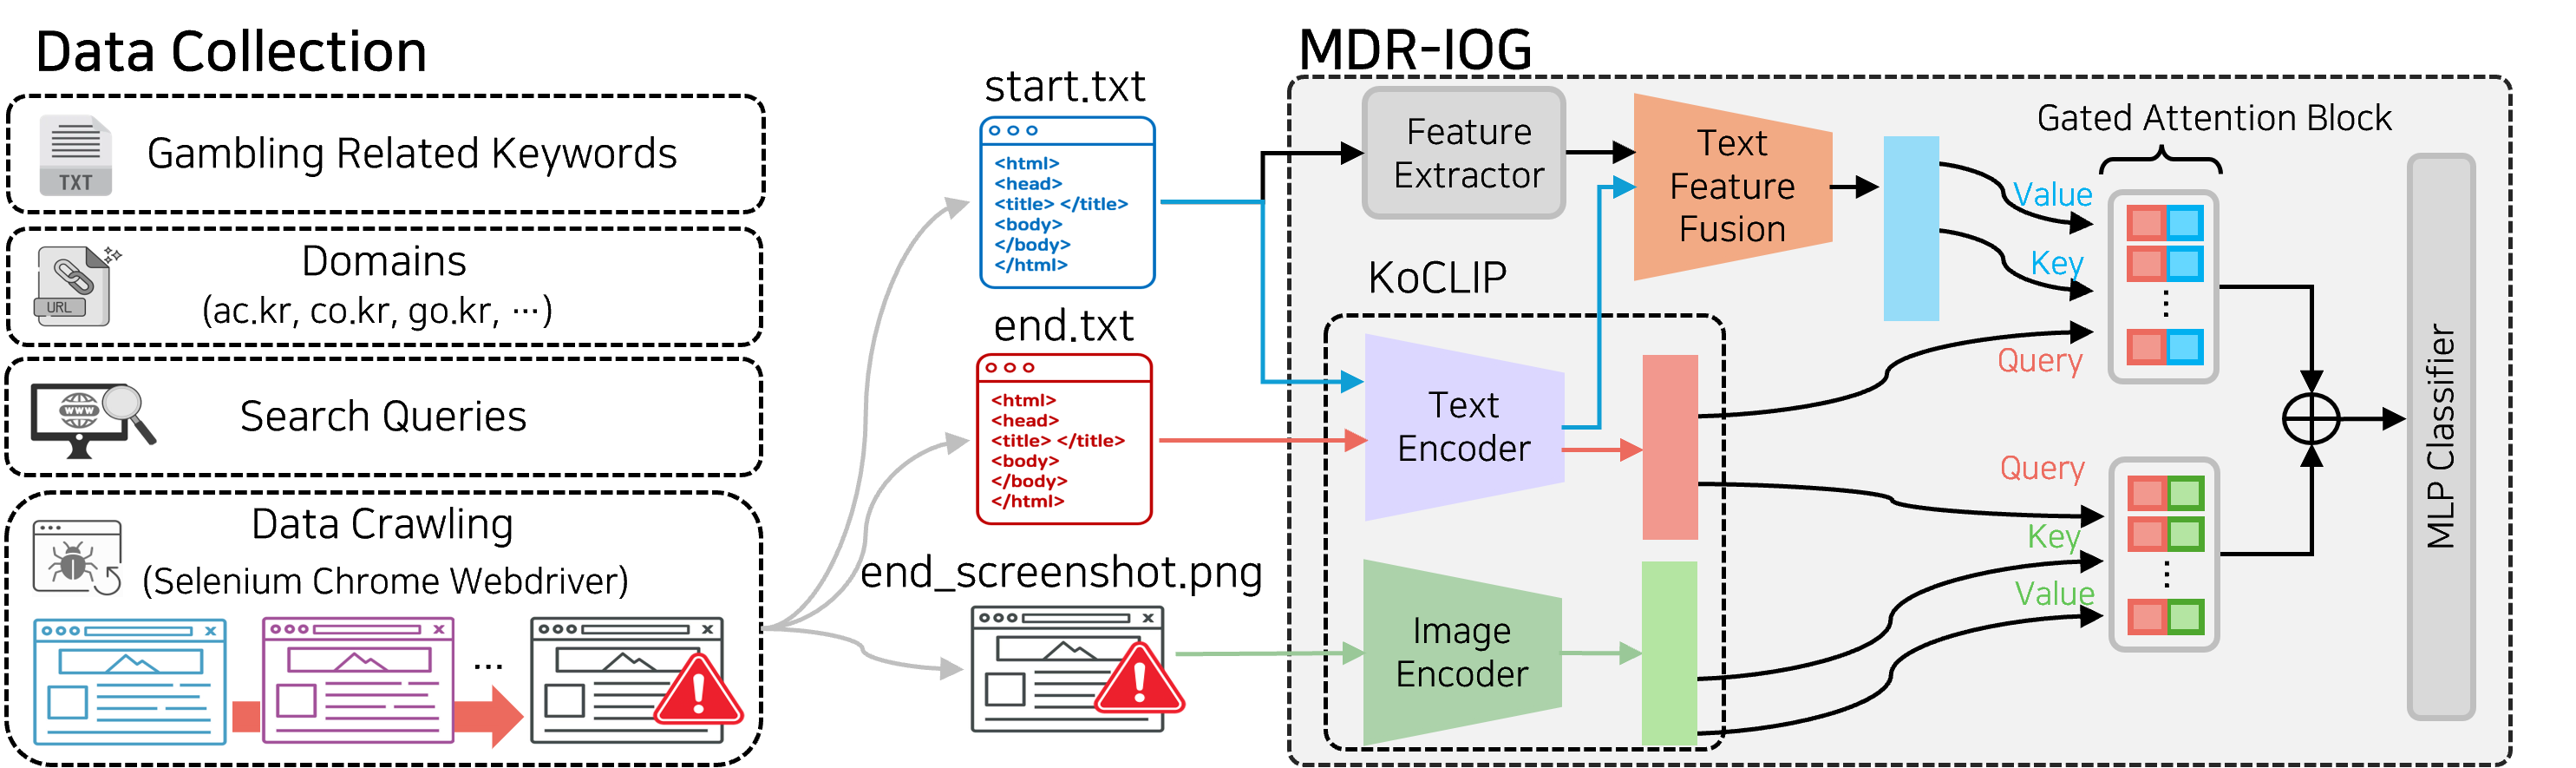 Data Collection
TXT
Gambling Related Keywords
URL
Domains
(ac.kr, co.kr, go.kr, ···)
WWW
Search Queries
Data Crawling
(Selenium Chrome Webdriver)
x
x
...
x
start.txt
<html>
<head>
<title> </title>
<body>
</body>
</html>
end.txt
<html>
<head>
<title> </title>
<body>
</body>
</html>
end_screenshot.png
x
!
!
MDR-IOG
Feature
Extractor
Text
Feature
Fusion
KoCLIP
Text
Encoder
Image
Encoder
Gated Attention Block
Value
Key
Query
Query
Key
Value
MLP Classifier